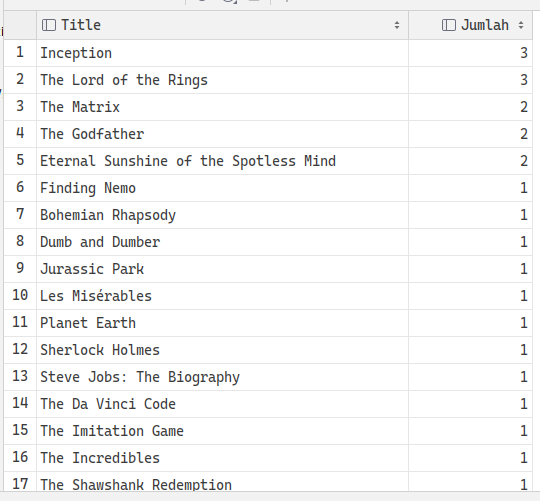 Title Jumlah
1 Inception 3
2 The Lord of the Rings 3
3 The Matrix 2
4 The Godfather 2
5 Eternal Sunshine of the Spotless Mind 2
6 Finding Nemo 1
7 Bohemian Rhapsody 1
8 Dumb and Dumber 1
9 Jurassic Park 1
10 Les Misérables 1
11 Planet Earth 1
12 Sherlock Holmes 1
13 Steve Jobs: The Biography 1
14 The Da Vinci Code 1
15 The Imitation Game 1
16 The Incredibles 1
17 The Shawshank Redemption 1